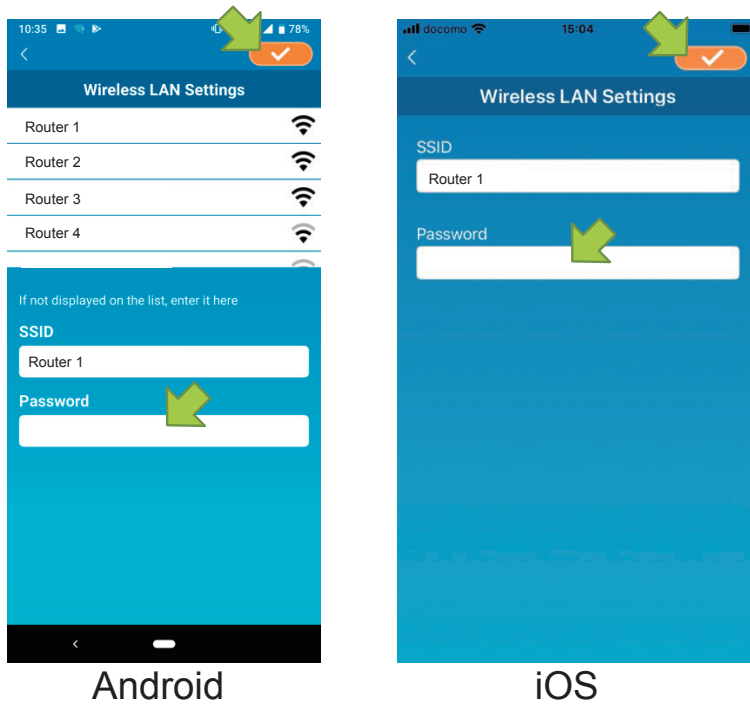 10:35
78%
Wireless LAN Settings
Router 1
Router 2
Router 3
Router 4
If not displayed on the list, enter it here
SSID
Router 1
Password
Android
docomo
15:04
Wireless LAN Settings
SSID
Router 1
Password
iOS